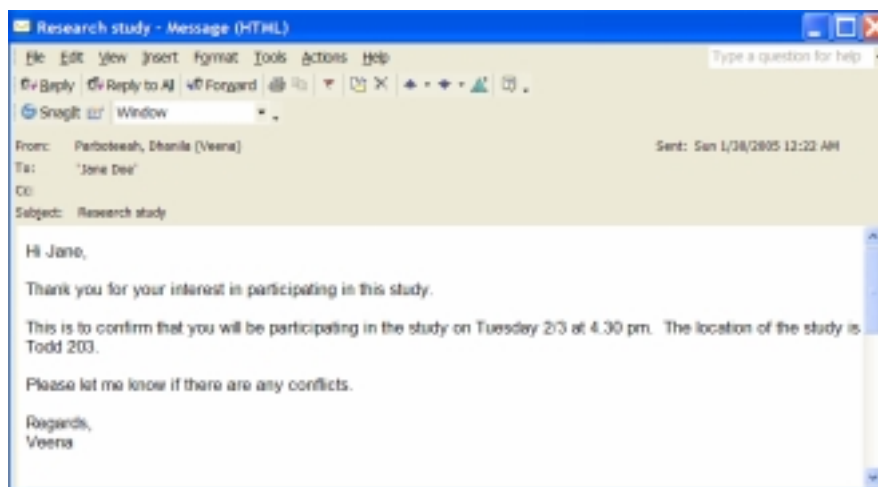 Research study - Message (HTML)
File Edit View Insert Format Tools Actions Help Type a question for help
Reply Reply to All Forward
SnagIt Window
From: Parboteeah, Dhanila (Veena) Sent: Sun 1/30/2005 12:22 AM
To: 'Jane Doe'
Cc:
Subject: Research study
Hi Jane,
Thank you for your interest in participating in this study.
This is to confirm that you will be participating in the study on Tuesday 2/3 at 4.30 pm. The location of the study is
Todd 203.
Please let me know if there are any conflicts.
Regards,
Veena